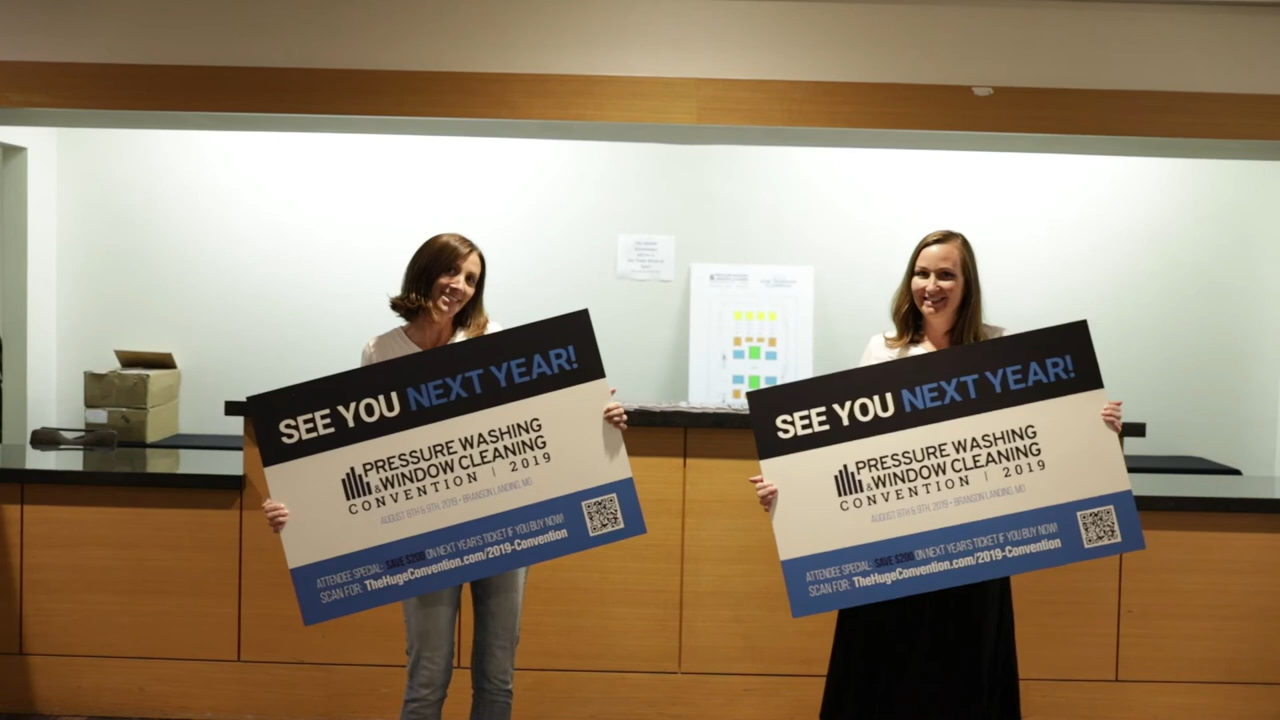 SEE YOU NEXT YEAR!
PRESSURE WASHING
& WINDOW CLEANING
CONVENTION | 2019
AUGUST 8TH & 9TH, 2019 • BRANSON LANDING, MO
ATTENDEE SPECIAL: SAVE $200 ON NEXT YEAR'S TICKET IF YOU BUY NOW!
SCAN FOR: TheHugeConvention.com/2019-Convention
SEE YOU NEXT YEAR!
PRESSURE WASHING
& WINDOW CLEANING
CONVENTION | 2019
AUGUST 8TH & 9TH, 2019 • BRANSON LANDING, MO
ATTENDEE SPECIAL: SAVE $200 ON NEXT YEAR'S TICKET IF YOU BUY NOW!
SCAN FOR: TheHugeConvention.com/2019-Convention